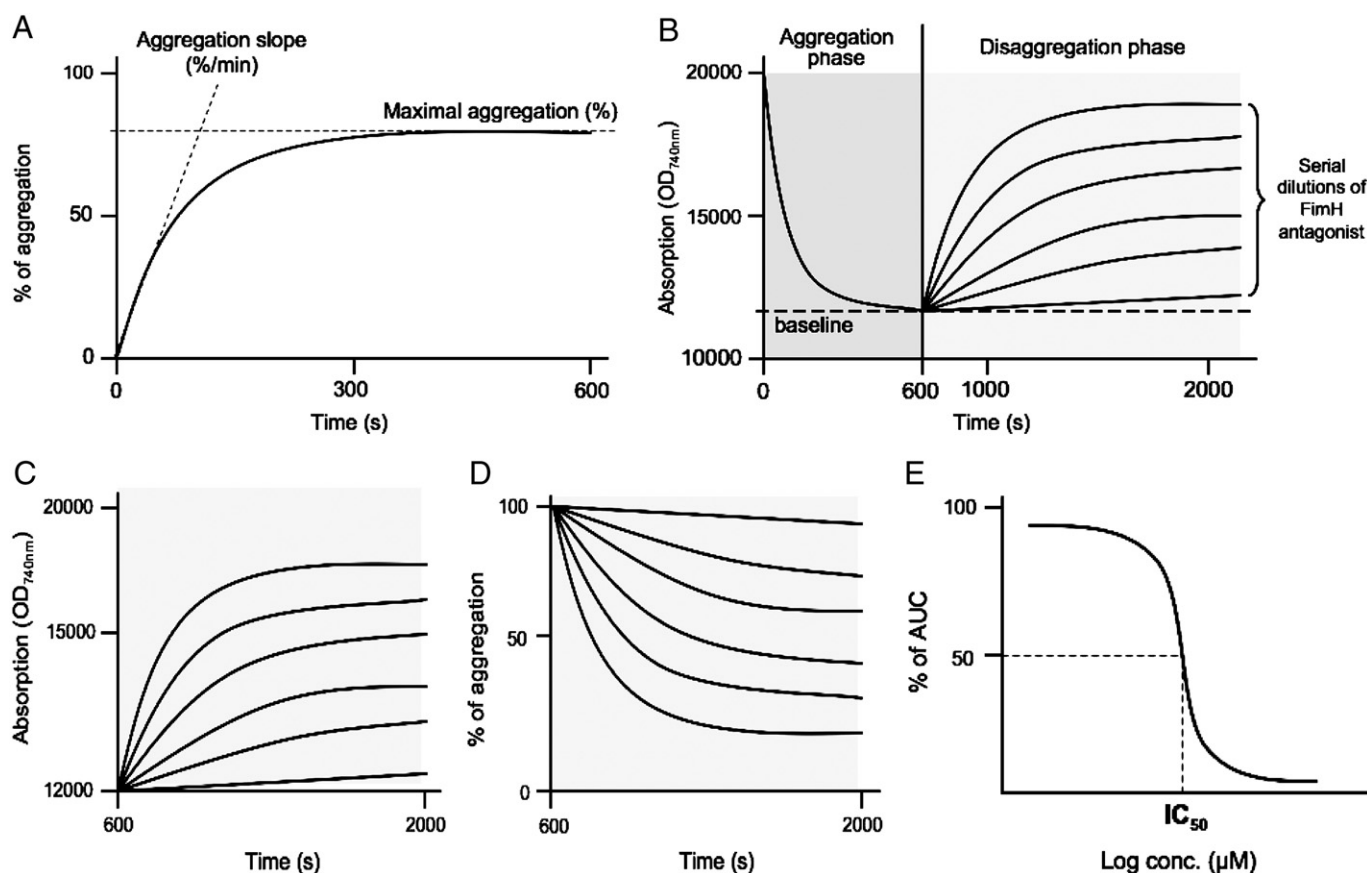 A
Aggregation slope
(%/min)
100
Maximal aggregation (%)
50
0
% of aggregation
0
300
600
Time (s)
B
Aggregation
phase
Disaggregation phase
20000
15000
10000
Absorption (OD740nm)
baseline
Serial
dilutions of
FimH
antagonist
0
600
1000
2000
Time (s)
C
20000
15000
12000
Absorption (OD740nm)
600
2000
Time (s)
D
100
50
0
% of aggregation
600
2000
Time (s)
E
100
50
% of AUC
IC50
Log conc. (µM)